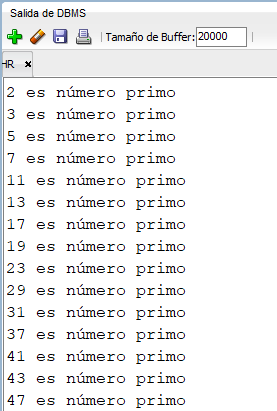 Salida de DBMS
Tamaño de Buffer: 20000
HR ×
2 es número primo
3 es número primo
5 es número primo
7 es número primo
11 es número primo
13 es número primo
17 es número primo
19 es número primo
23 es número primo
29 es número primo
31 es número primo
37 es número primo
41 es número primo
43 es número primo
47 es número primo